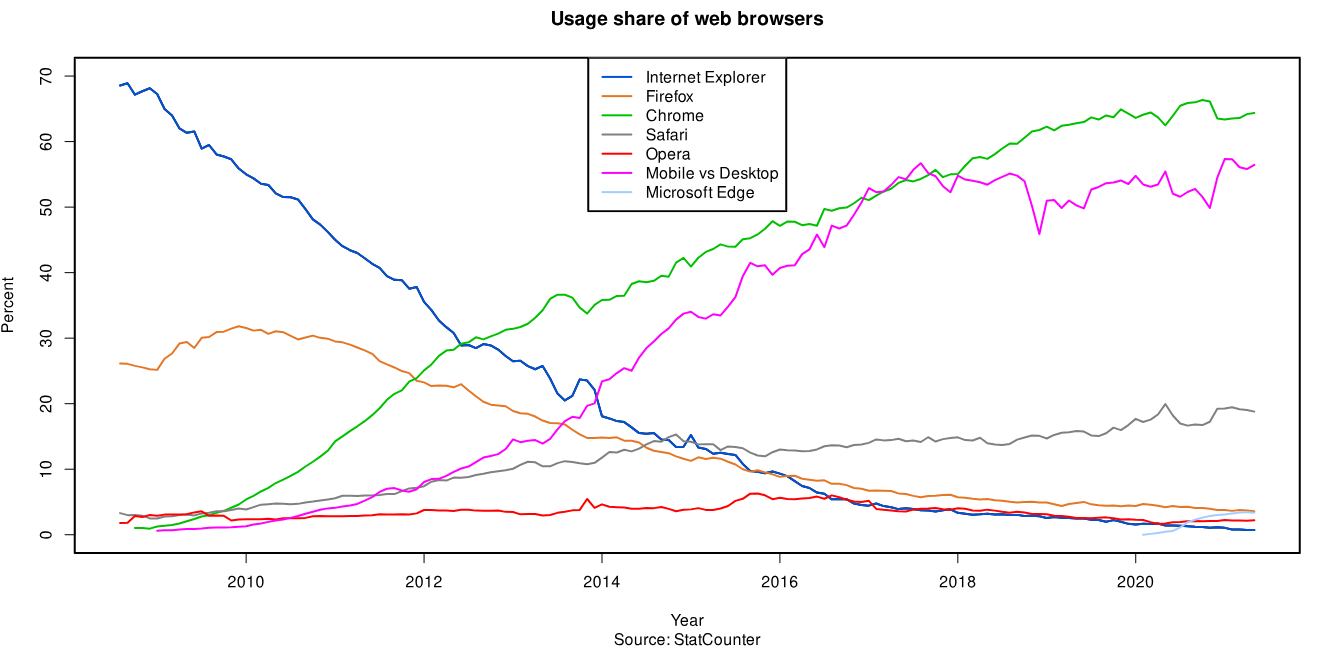 Usage share of web browsers
Internet Explorer
Firefox
Chrome
Safari
Opera
Mobile vs Desktop
Microsoft Edge
Percent
70
60
50
40
30
20
10
0
2010 2012 2014 2016 2018 2020
Year
Source: StatCounter